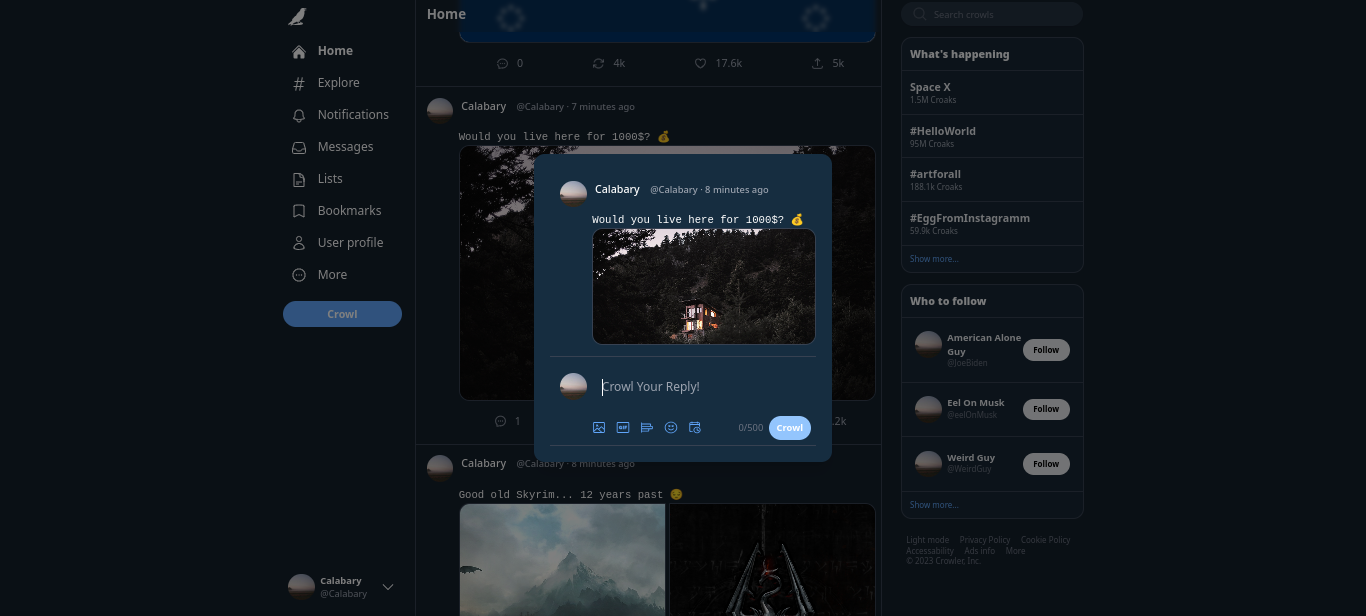 Home
Explore
Notifications
Messages
Lists
Bookmarks
User profile
More
Crowl
Calabary
@Calabary
Home
0 4k 17.6k 5k
Calabary @Calabary · 7 minutes ago
Would you live here for 1000$? 💰
1 .2k
Calabary @Calabary · 8 minutes ago
Good old Skyrim... 12 years past 😔
Calabary @Calabary · 8 minutes ago
Would you live here for 1000$? 💰
Crowl Your Reply!
GIF
0/500 Crowl
Search crowls
What's happening
Space X
1.5M Croaks
#HelloWorld
95M Croaks
#artforall
188.1k Croaks
#EggFromInstagramm
59.9k Croaks
Show more...
Who to follow
American Alone
Guy
@JoeBiden
Follow
Eel On Musk
@eelOnMusk
Follow
Weird Guy
@WeirdGuy
Follow
Show more...
Light mode Privacy Policy Cookie Policy
Accessability Ads info More
© 2023 Crowler, Inc.